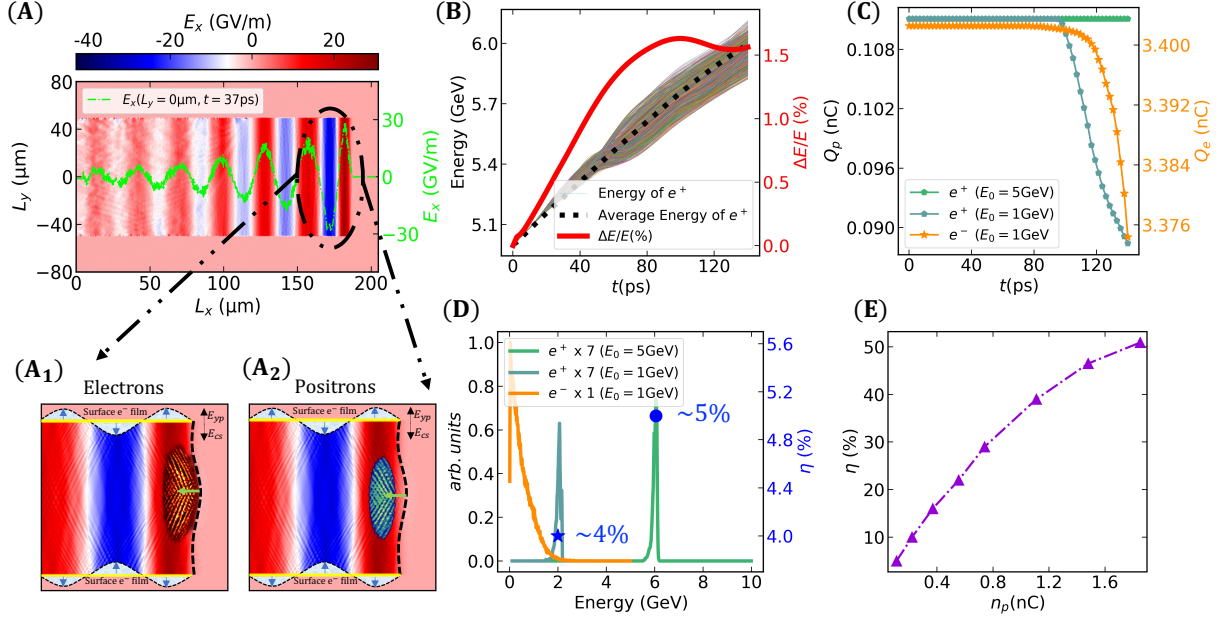 (A)
E_x (GV/m)
−40 −20 0 20
E_x(L_y = 0μm, t = 37ps)
80
40
0
−40
−80
L_y (μm)
30
0
−30
E_x (GV/m)
0 50 100 150 200
L_x (μm)
(A₁)
Electrons
Surface e⁻ film
E_yp
E_cs
Surface e⁻ film
(A₂)
Positrons
Surface e⁻ film
E_yp
E_cs
Surface e⁻ film
(B)
6.0
5.7
5.4
5.1
Energy (GeV)
1.5
1.0
0.5
0.0
ΔE/E (%)
Energy of e⁺
Average Energy of e⁺
ΔE/E(%)
0 40 80 120
t(ps)
(C)
0.108
0.102
0.096
0.090
Q_p (nC)
3.400
3.392
3.384
3.376
Q_e (nC)
e⁺ (E₀ = 5GeV)
e⁺ (E₀ = 1GeV)
e⁻ (E₀ = 1GeV
0 40 80 120
t(ps)
(D)
1.0
0.8
0.6
0.4
0.2
0.0
arb. units
e⁺ x 7 (E₀ = 5GeV)
e⁺ x 7 (E₀ = 1GeV)
e⁻ x 1 (E₀ = 1GeV)
~5%
~4%
5.6
5.2
4.8
4.4
4.0
η (%)
0 2 4 6 8 10
Energy (GeV)
(E)
50
40
30
20
10
η (%)
0.4 0.8 1.2 1.6
n_p(nC)